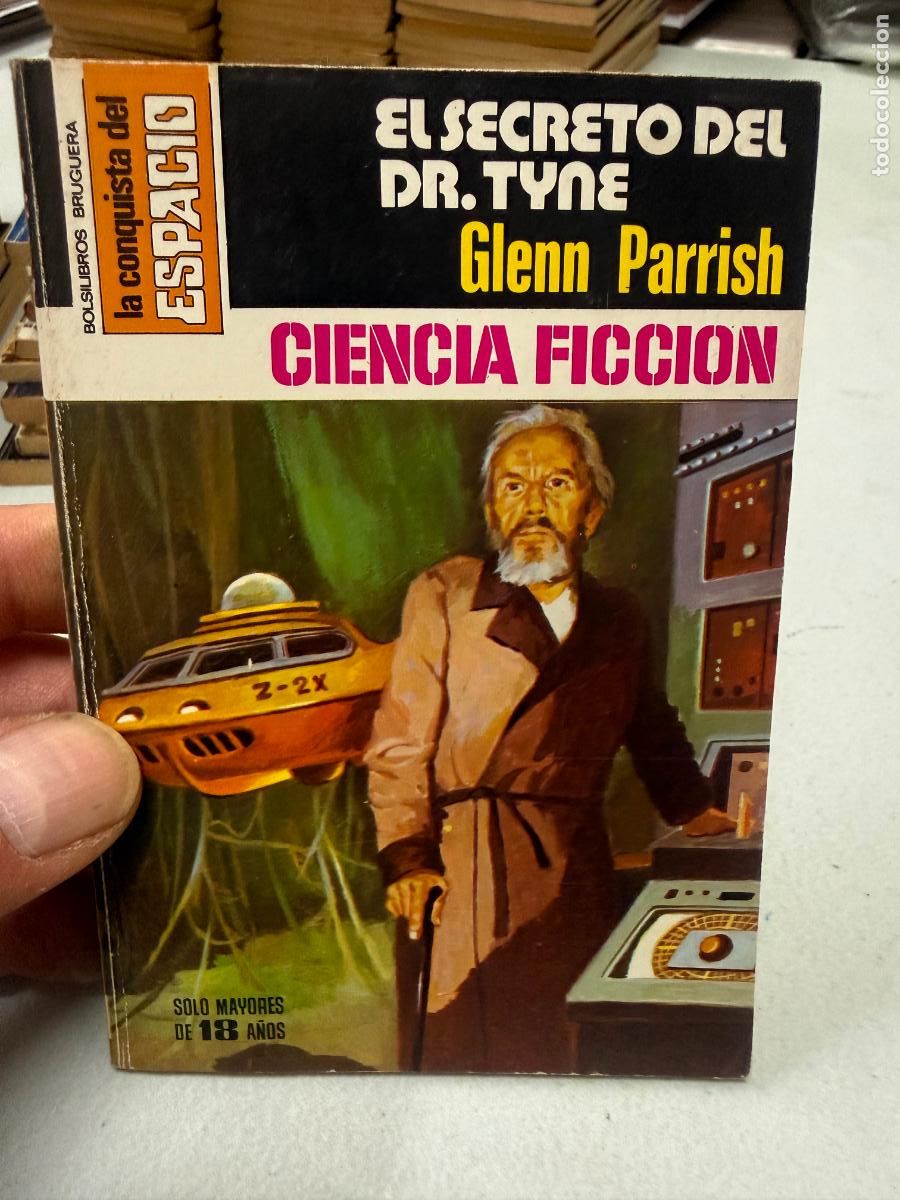 BOLSILIBROS BRUGUERA
la conquista del
ESPACIO
EL SECRETO DEL
DR. TYNE
Glenn Parrish
CIENCIA FICCION
Z-2X
SOLO MAYORES
DE 18 AÑOS
todocoleccion